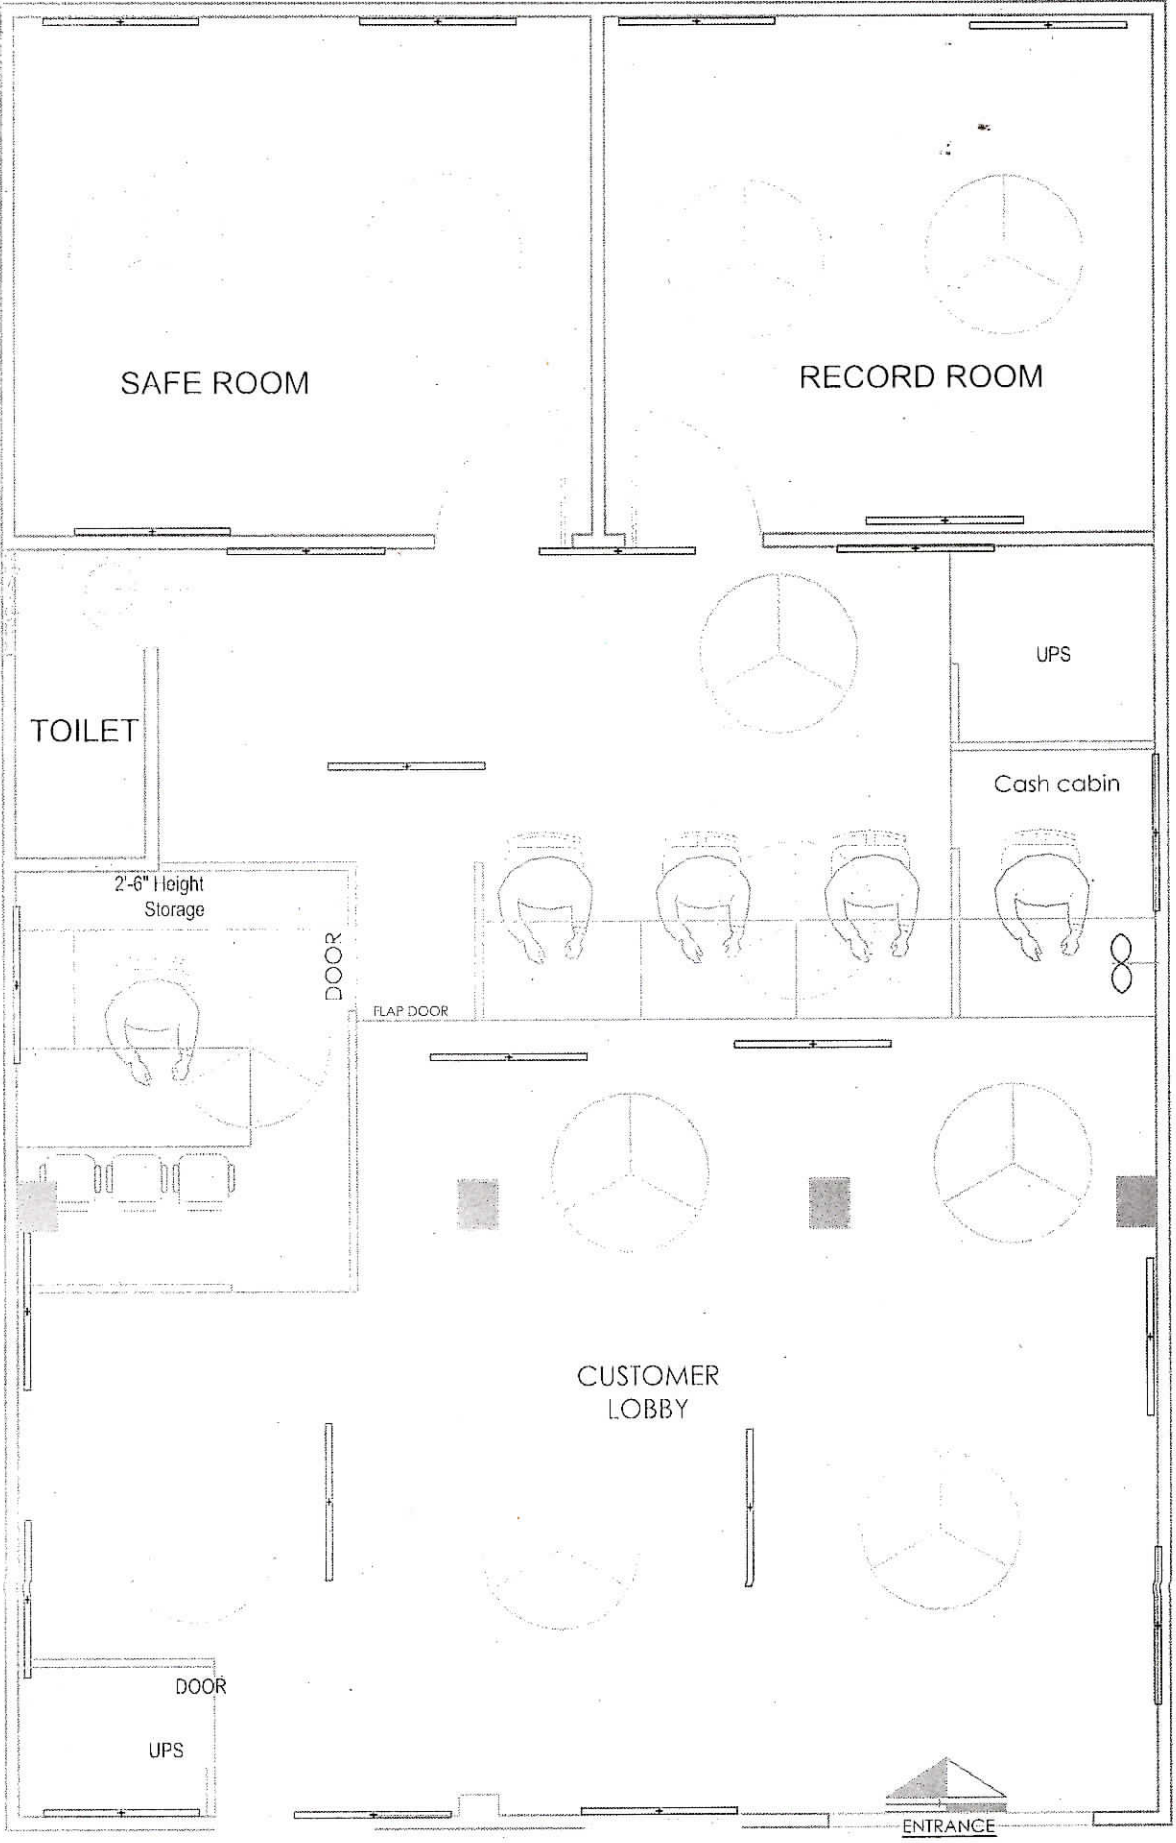 SAFE ROOM
RECORD ROOM
UPS
TOILET
Cash cabin
2'-6" Height
Storage
DOOR
FLAP DOOR
CUSTOMER
LOBBY
DOOR
UPS
ENTRANCE